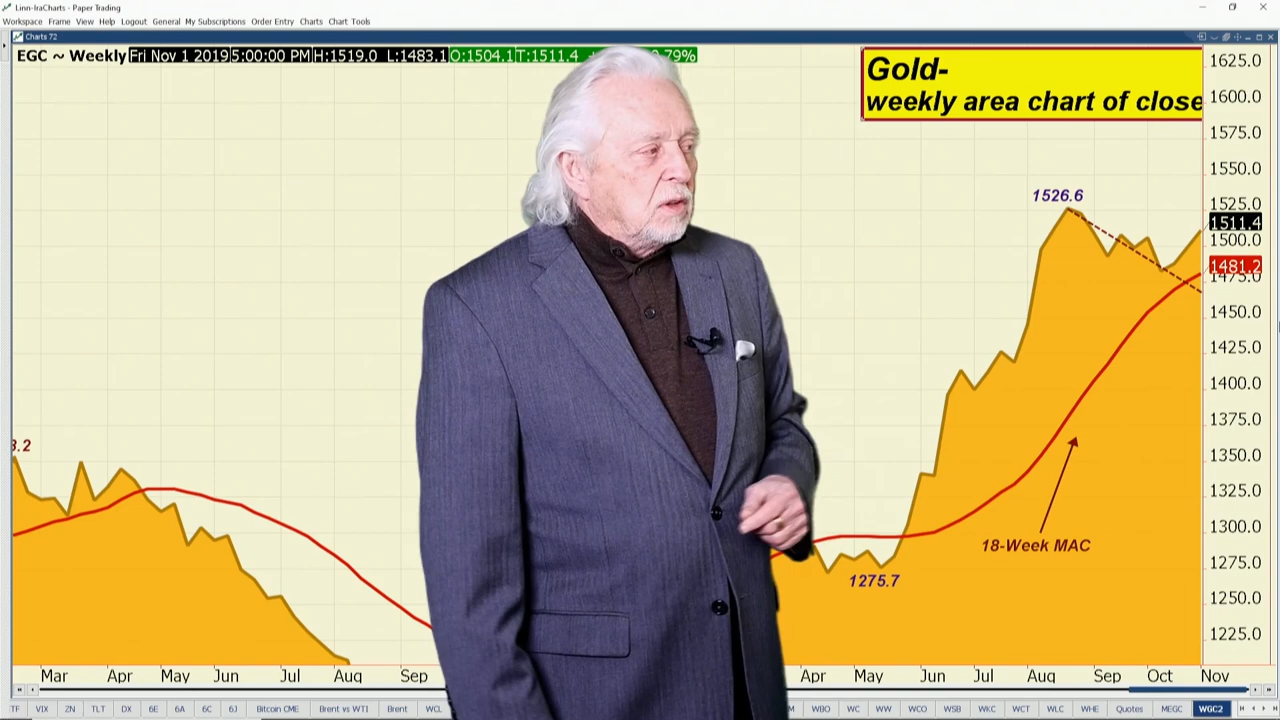 Linn-IraCharts - Paper Trading
Workspace Frame View Help Logout General My Subscriptions Order Entry Charts Chart Tools
Charts 72
EGC ~ Weekly Fri Nov 1 2019 5:00:00 PM H:1519.0 L:1483.1 O:1504.1 T:1511.4
Gold-
weekly area chart of close
1625.0
1600.0
1575.0
1550.0
1526.6
1525.0
1511.4
1500.0
1481.2
1475.0
1450.0
1425.0
1400.0
1375.0
1350.0
1325.0
1300.0
18-Week MAC
1275.0
1275.7
1250.0
1225.0
Mar Apr May Jun Jul Aug Sep Apr May Jun Jul Aug Sep Oct Nov
TF VIX ZN TLT DX 6E 6A 6C 6J Bitcoin CME Brent vs WTI Brent WCL WBO WC WW WCO WSB WKC WCT WLC WHE Quotes MEGC WGC2